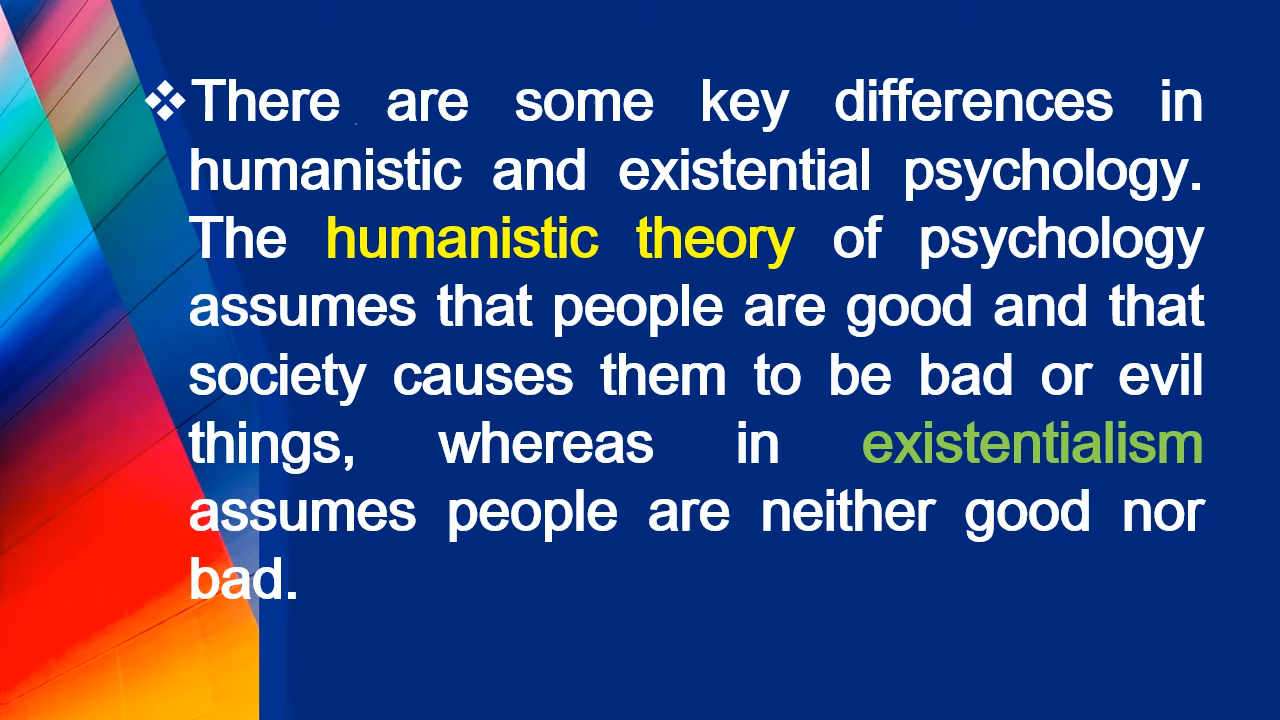 ❖There are some key differences in
humanistic and existential psychology.
The humanistic theory of psychology
assumes that people are good and that
society causes them to be bad or evil
things, whereas in existentialism
assumes people are neither good nor
bad.